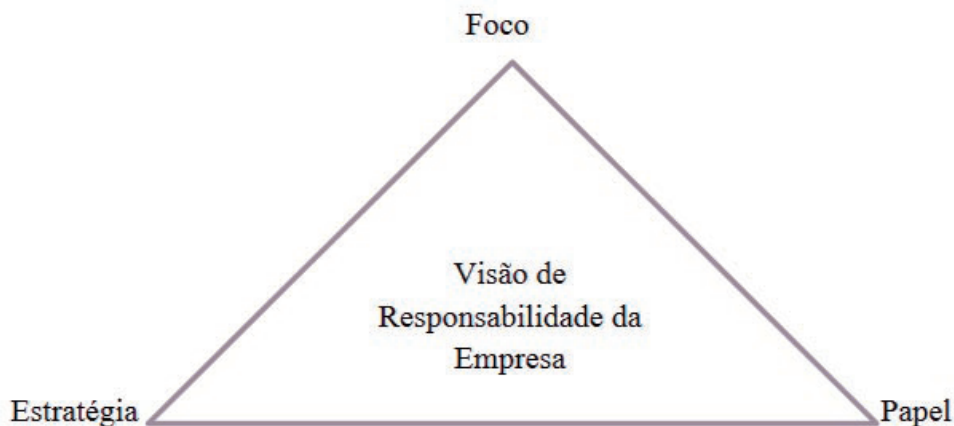 Foco
Visão de
Responsabilidade da
Empresa
Estratégia
Papel